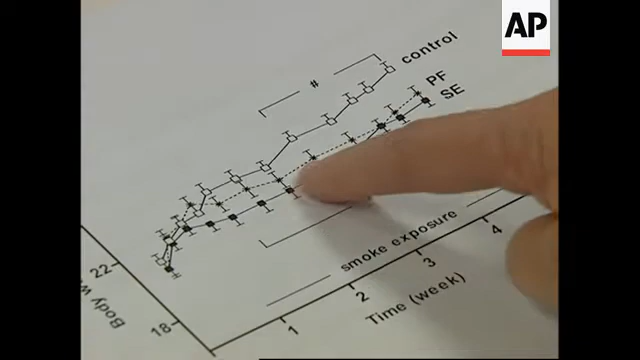 AP
control
#
PF
SE
smoke exposure
22
18
Body w
1
2
3
4
Time (week)